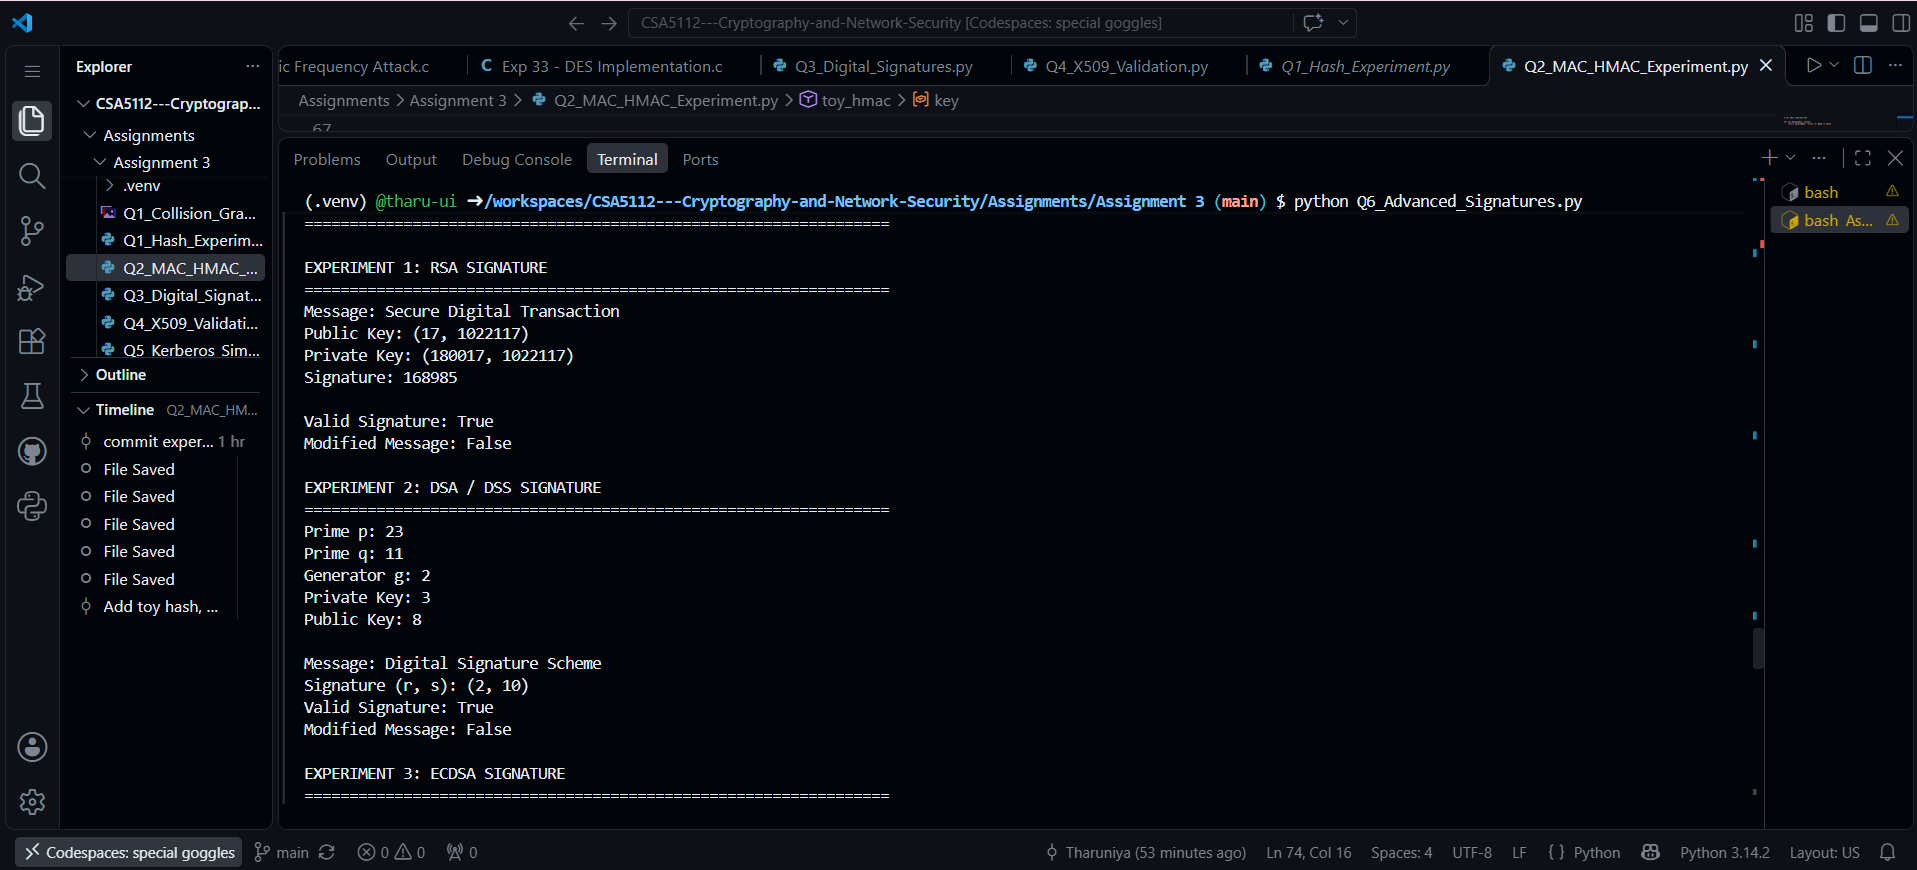 CSA5112---Cryptography-and-Network-Security [Codespaces: special goggles]
Explorer
CSA5112---Cryptograp...
Assignments
Assignment 3
.venv
Q1_Collision_Gra...
Q1_Hash_Experim...
Q2_MAC_HMAC_...
Q3_Digital_Signat...
Q4_X509_Validati...
Q5_Kerberos_Sim...
Outline
Timeline Q2_MAC_HM...
commit exper... 1 hr
File Saved
File Saved
File Saved
File Saved
File Saved
Add toy hash, ...
ic Frequency Attack.c
C Exp 33 - DES Implementation.c
Q3_Digital_Signatures.py
Q4_X509_Validation.py
Q1_Hash_Experiment.py
Q2_MAC_HMAC_Experiment.py
Assignments > Assignment 3 > Q2_MAC_HMAC_Experiment.py > toy_hmac > key
67
Problems Output Debug Console Terminal Ports
(.venv) @tharu-ui ➜/workspaces/CSA5112---Cryptography-and-Network-Security/Assignments/Assignment 3 (main) $ python Q6_Advanced_Signatures.py
=================================================================
EXPERIMENT 1: RSA SIGNATURE
=================================================================
Message: Secure Digital Transaction
Public Key: (17, 1022117)
Private Key: (180017, 1022117)
Signature: 168985
Valid Signature: True
Modified Message: False
EXPERIMENT 2: DSA / DSS SIGNATURE
=================================================================
Prime p: 23
Prime q: 11
Generator g: 2
Private Key: 3
Public Key: 8
Message: Digital Signature Scheme
Signature (r, s): (2, 10)
Valid Signature: True
Modified Message: False
EXPERIMENT 3: ECDSA SIGNATURE
=================================================================
bash
bash As...
Codespaces: special goggles
main
0 0
0
Tharuniya (53 minutes ago)
Ln 74, Col 16
Spaces: 4
UTF-8
LF
{ } Python
Python 3.14.2
Layout: US